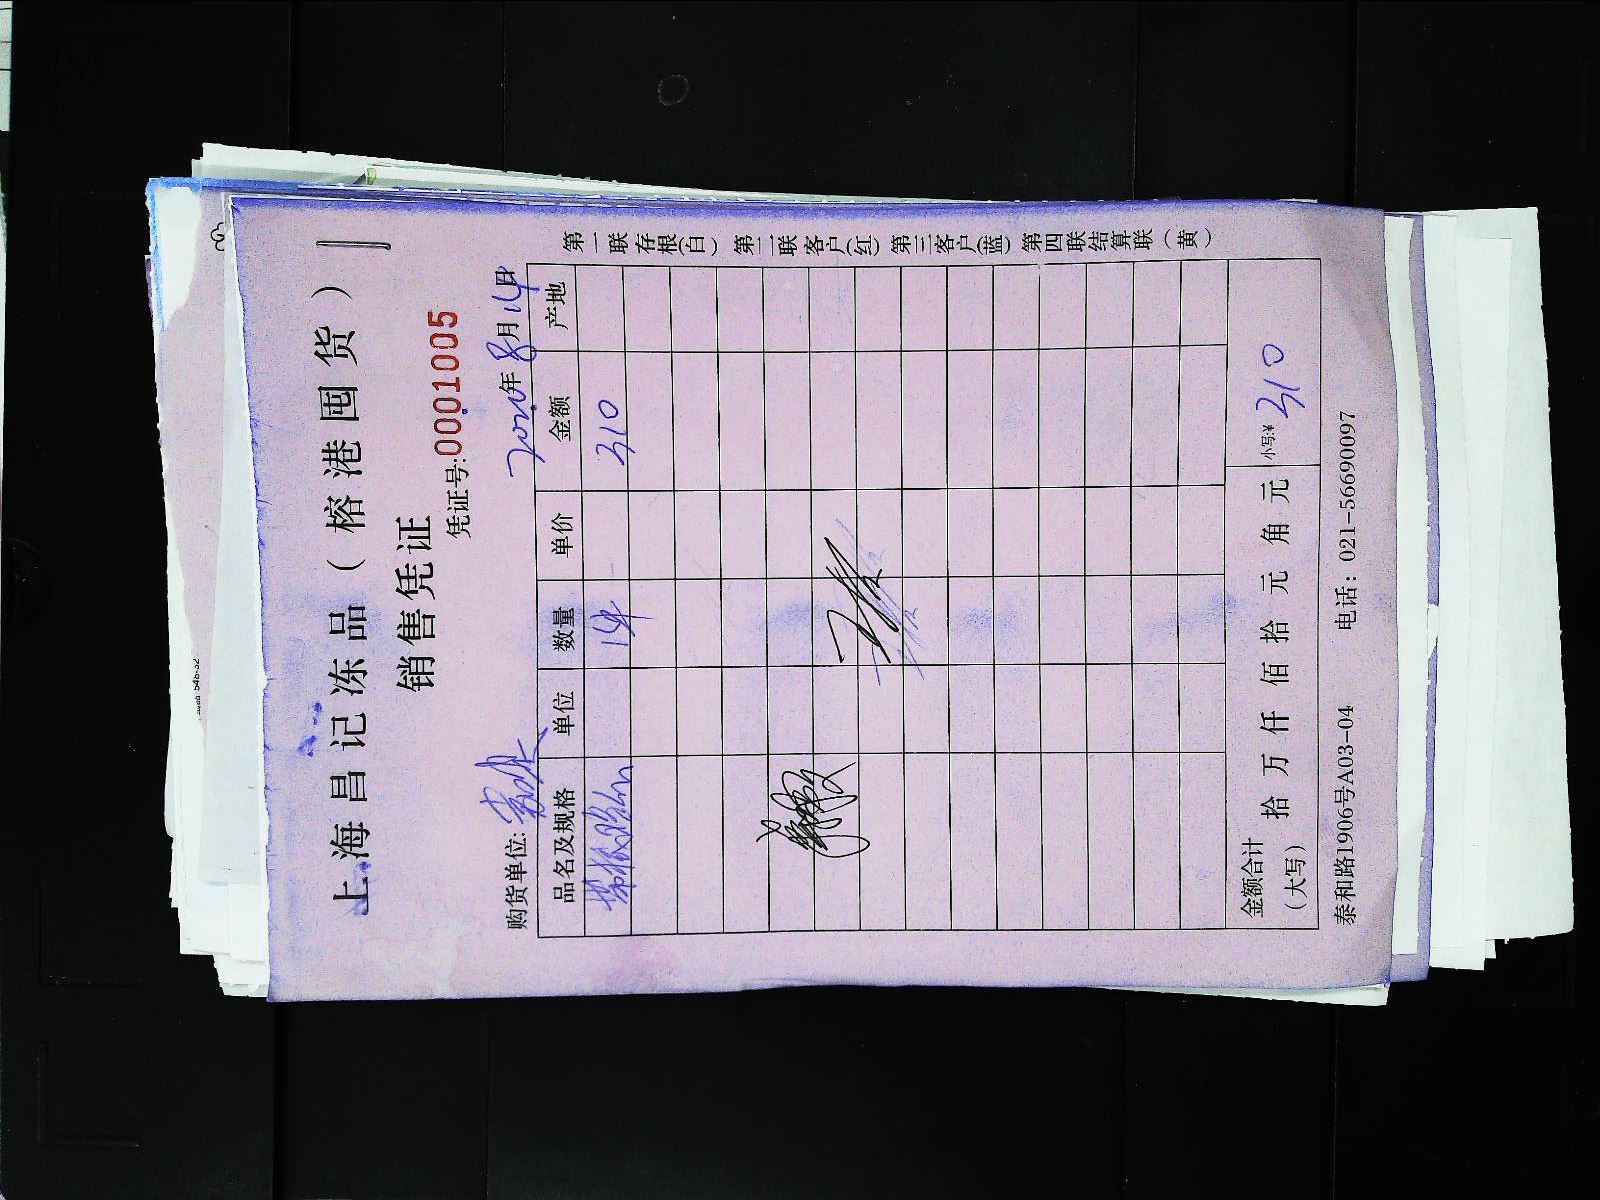 上海昌记冻品（榕港囤货）
销售凭证
凭证号:0001005
购货单位: 2020年8月14日
品名及规格 单位 数量 单价 金额 产地
1件 310
金额合计（大写） 拾 万 仟 佰 拾 元 角 元 小写:¥ 310
泰和路1906号A03-04 电话：021-56690097
第一联存根(白) 第二联客户(红) 第三客户(蓝) 第四联结算联（黄）